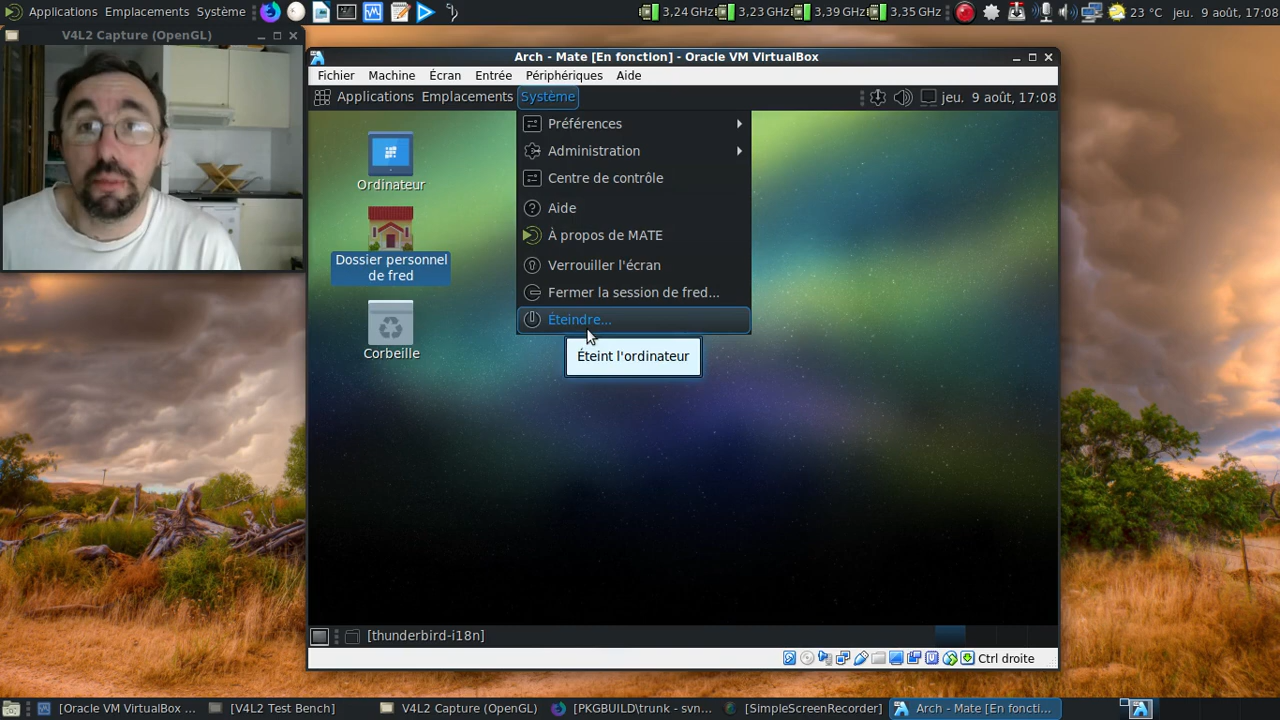 Applications Emplacements Système
3,24 GHz 3,23 GHz 3,39 GHz 3,35 GHz 23 °C jeu. 9 août, 17:08
V4L2 Capture (OpenGL)
Arch - Mate [En fonction] - Oracle VM VirtualBox
Fichier Machine Écran Entrée Périphériques Aide
Applications Emplacements Système jeu. 9 août, 17:08
Préférences
Administration
Centre de contrôle
Aide
À propos de MATE
Verrouiller l'écran
Fermer la session de fred...
Éteindre...
Éteint l'ordinateur
Ordinateur
Dossier personnel
de fred
Corbeille
[thunderbird-i18n]
Ctrl droite
[Oracle VM VirtualBox ... [V4L2 Test Bench] V4L2 Capture (OpenGL) [PKGBUILD\trunk - svn... [SimpleScreenRecorder] Arch - Mate [En foncti...